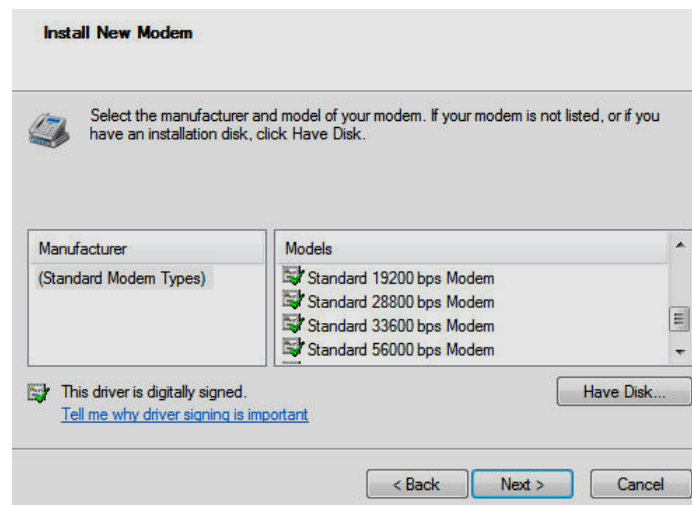 Install New Modem
Select the manufacturer and model of your modem. If your modem is not listed, or if you
have an installation disk, click Have Disk.
Manufacturer
(Standard Modem Types)
Models
Standard 19200 bps Modem
Standard 28800 bps Modem
Standard 33600 bps Modem
Standard 56000 bps Modem
This driver is digitally signed.
Tell me why driver signing is important
Have Disk...
< Back
Next >
Cancel